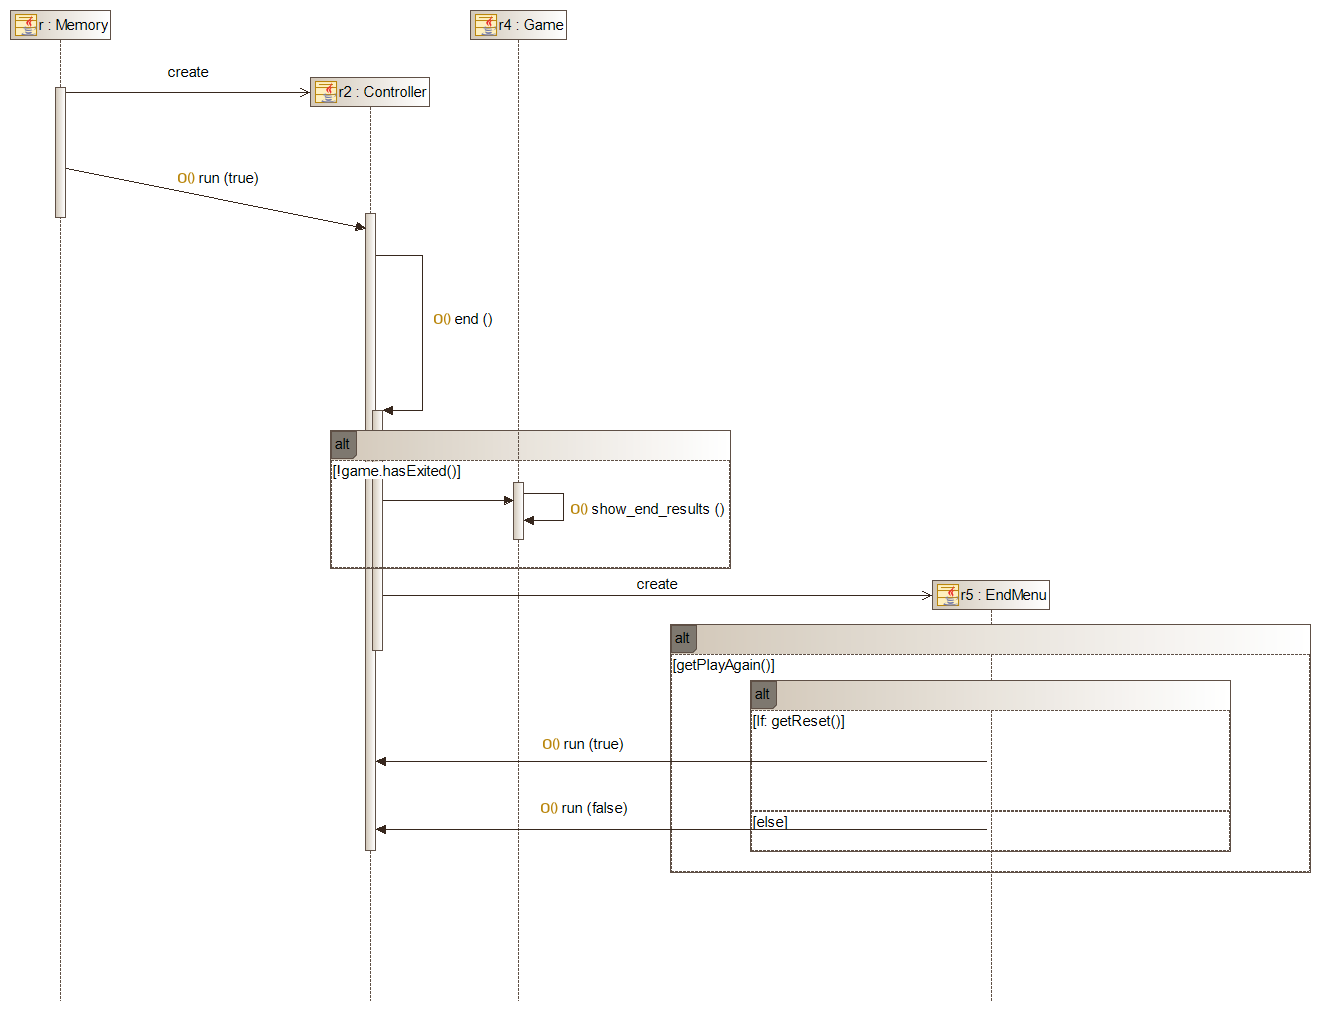 r : Memory
r4 : Game
create
r2 : Controller
O() run (true)
O() end ()
alt
[!game.hasExited()]
O() show_end_results ()
create
r5 : EndMenu
alt
[getPlayAgain()]
alt
[If: getReset()]
O() run (true)
O() run (false)
[else]